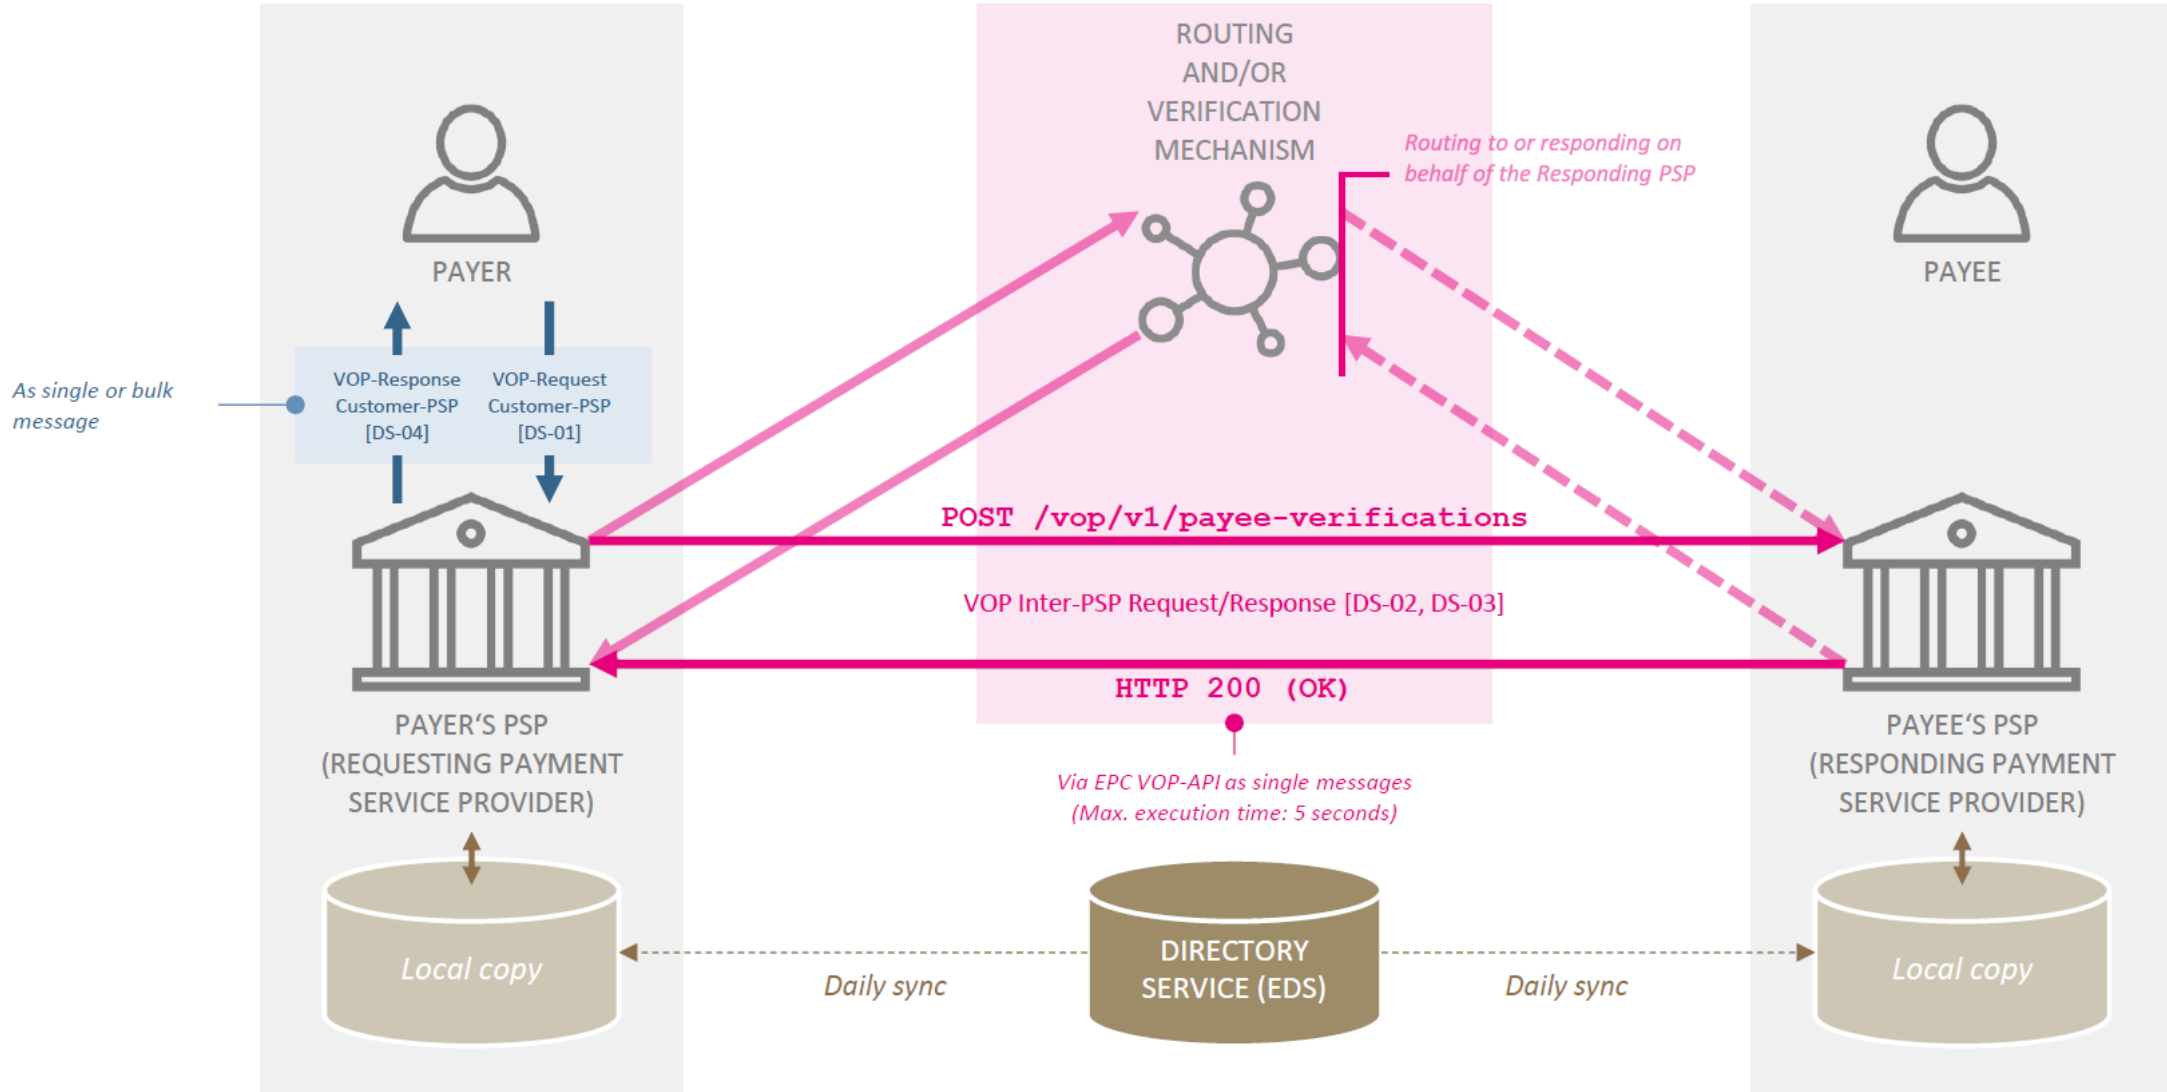 ROUTING
AND/OR
VERIFICATION
MECHANISM
Routing to or responding on
behalf of the Responding PSP
PAYER
PAYEE
As single or bulk
message
VOP-Response
Customer-PSP
[DS-04]
VOP-Request
Customer-PSP
[DS-01]
POST /vop/v1/payee-verifications
VOP Inter-PSP Request/Response [DS-02, DS-03]
HTTP 200 (OK)
PAYER‘S PSP
(REQUESTING PAYMENT
SERVICE PROVIDER)
Via EPC VOP-API as single messages
(Max. execution time: 5 seconds)
PAYEE‘S PSP
(RESPONDING PAYMENT
SERVICE PROVIDER)
Local copy
Daily sync
DIRECTORY
SERVICE (EDS)
Daily sync
Local copy